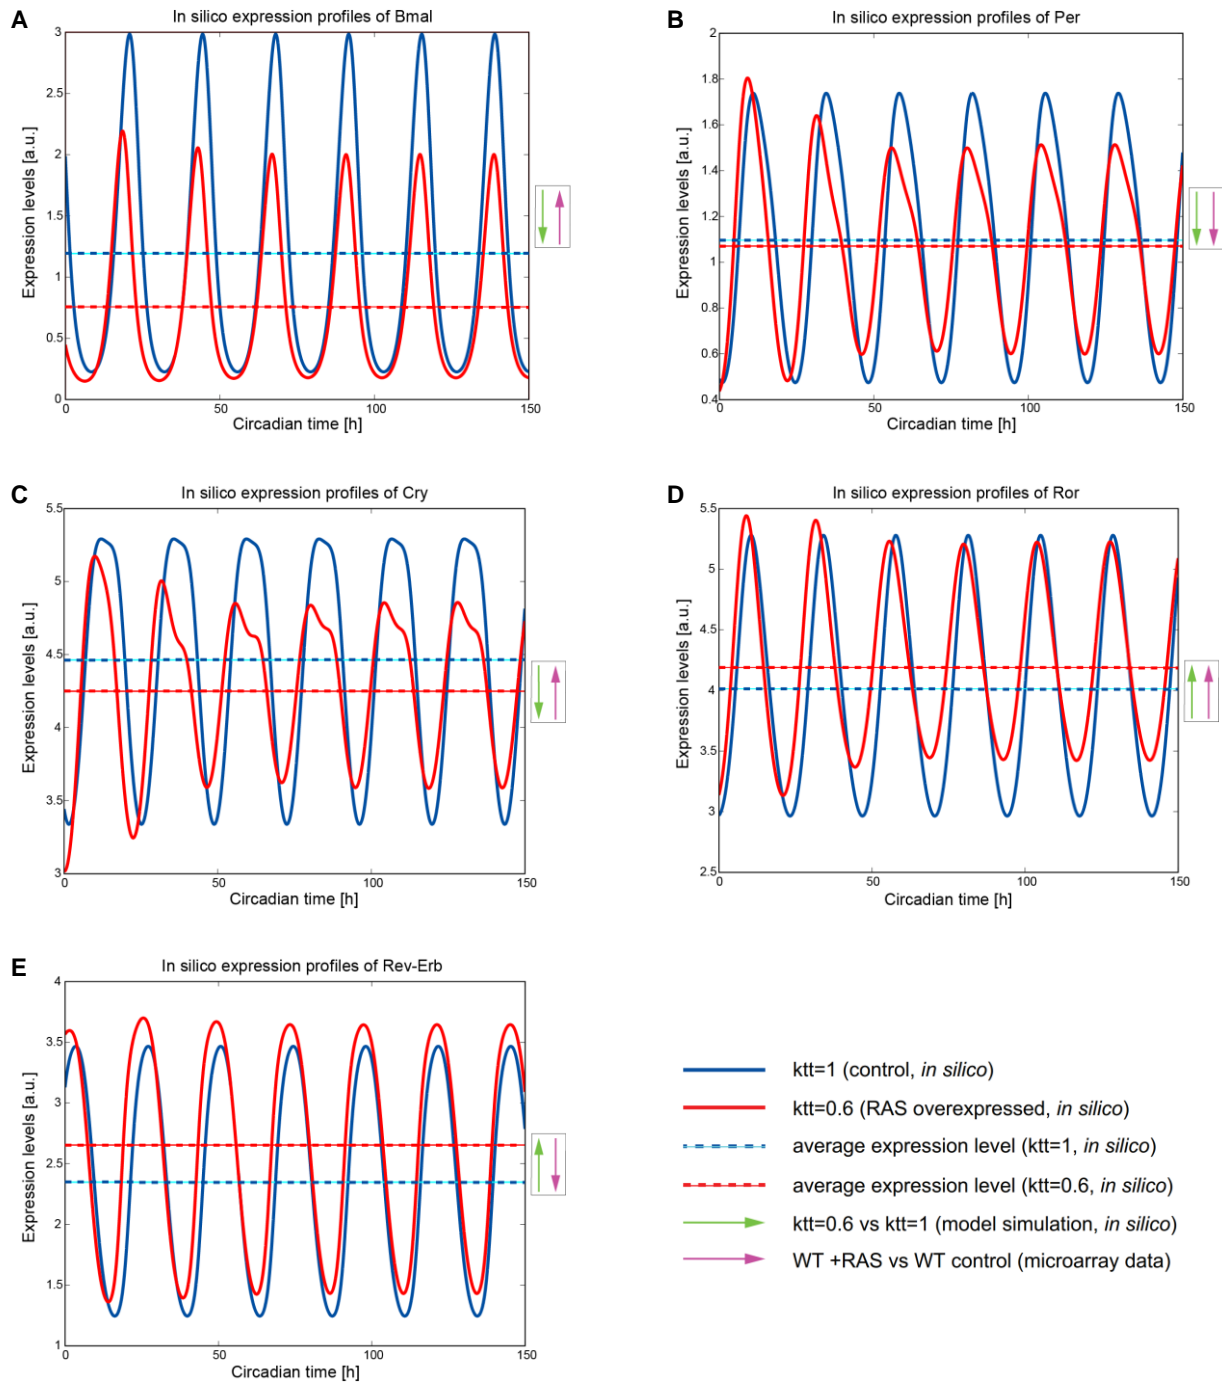 A
In silico expression profiles of Bmal
3
2.5
2
1.5
1
0.5
0
0
50
100
150
Expression levels [a.u.]
Circadian time [h]
B
In silico expression profiles of Per
2
1.8
1.6
1.4
1.2
1
0.8
0.6
0.4
0
50
100
150
Expression levels [a.u.]
Circadian time [h]
C
In silico expression profiles of Cry
5.5
5
4.5
4
3.5
3
0
50
100
150
Expression levels [a.u.]
Circadian time [h]
D
In silico expression profiles of Ror
5.5
5
4.5
4
3.5
3
2.5
0
50
100
150
Expression levels [a.u.]
Circadian time [h]
E
In silico expression profiles of Rev-Erb
4
3.5
3
2.5
2
1.5
1
0
50
100
150
Expression levels [a.u.]
Circadian time [h]
ktt=1 (control, in silico)
ktt=0.6 (RAS overexpressed, in silico)
average expression level (ktt=1, in silico)
average expression level (ktt=0.6, in silico)
ktt=0.6 vs ktt=1 (model simulation, in silico)
WT +RAS vs WT control (microarray data)